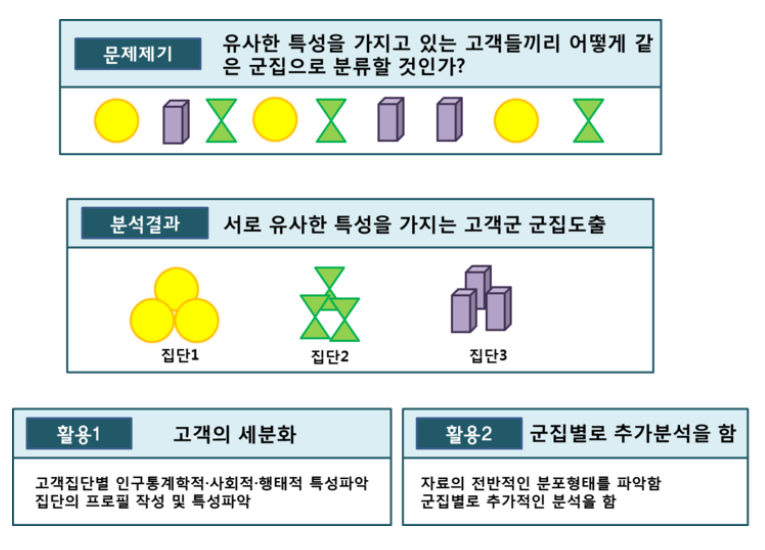 문제제기
유사한 특성을 가지고 있는 고객들끼리 어떻게 같
은 군집으로 분류할 것인가?
분석결과
서로 유사한 특성을 가지는 고객군 군집도출
집단1
집단2
집단3
활용1
고객의 세분화
고객집단별 인구통계학적·사회적·행태적 특성파악
집단의 프로필 작성 및 특성파악
활용2
군집별로 추가분석을 함
자료의 전반적인 분포형태를 파악함
군집별로 추가적인 분석을 함